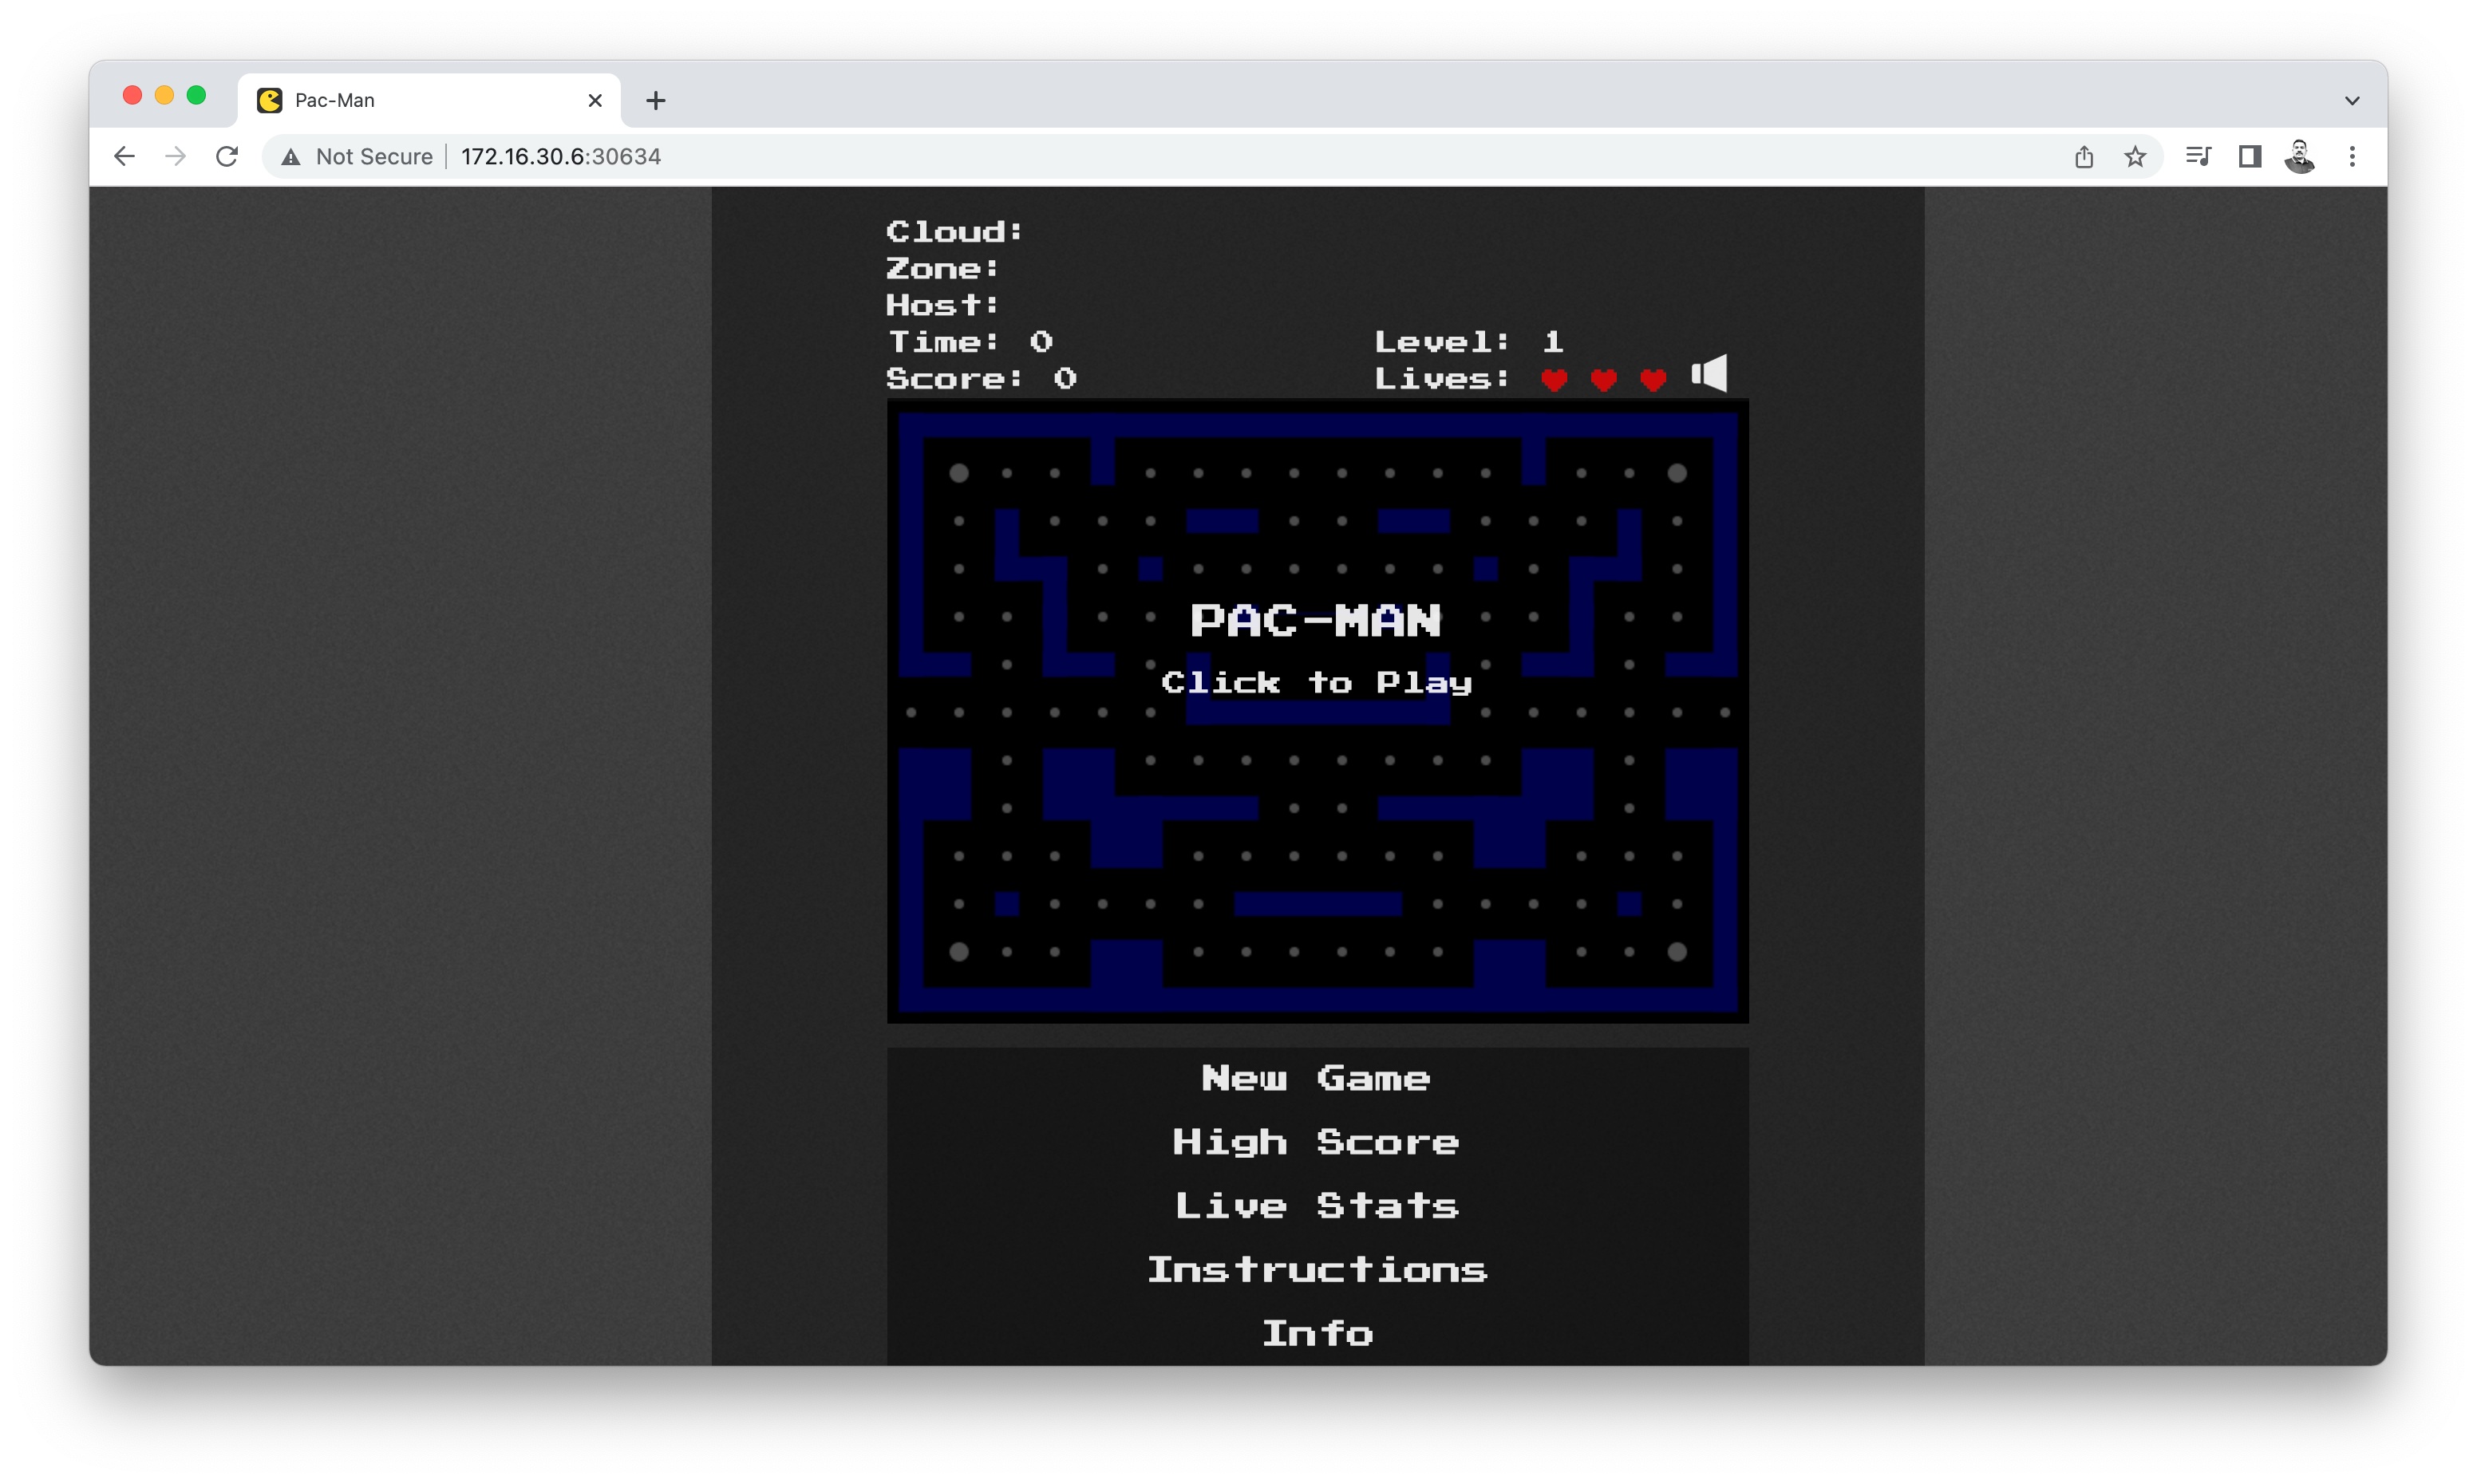 Pac-Man
Not Secure 172.16.30.6:30634
Cloud:
Zone:
Host:
Time: 0 Level: 1
Score: 0 Lives:
PAC-MAN
Click to Play
New Game
High Score
Live Stats
Instructions
Info